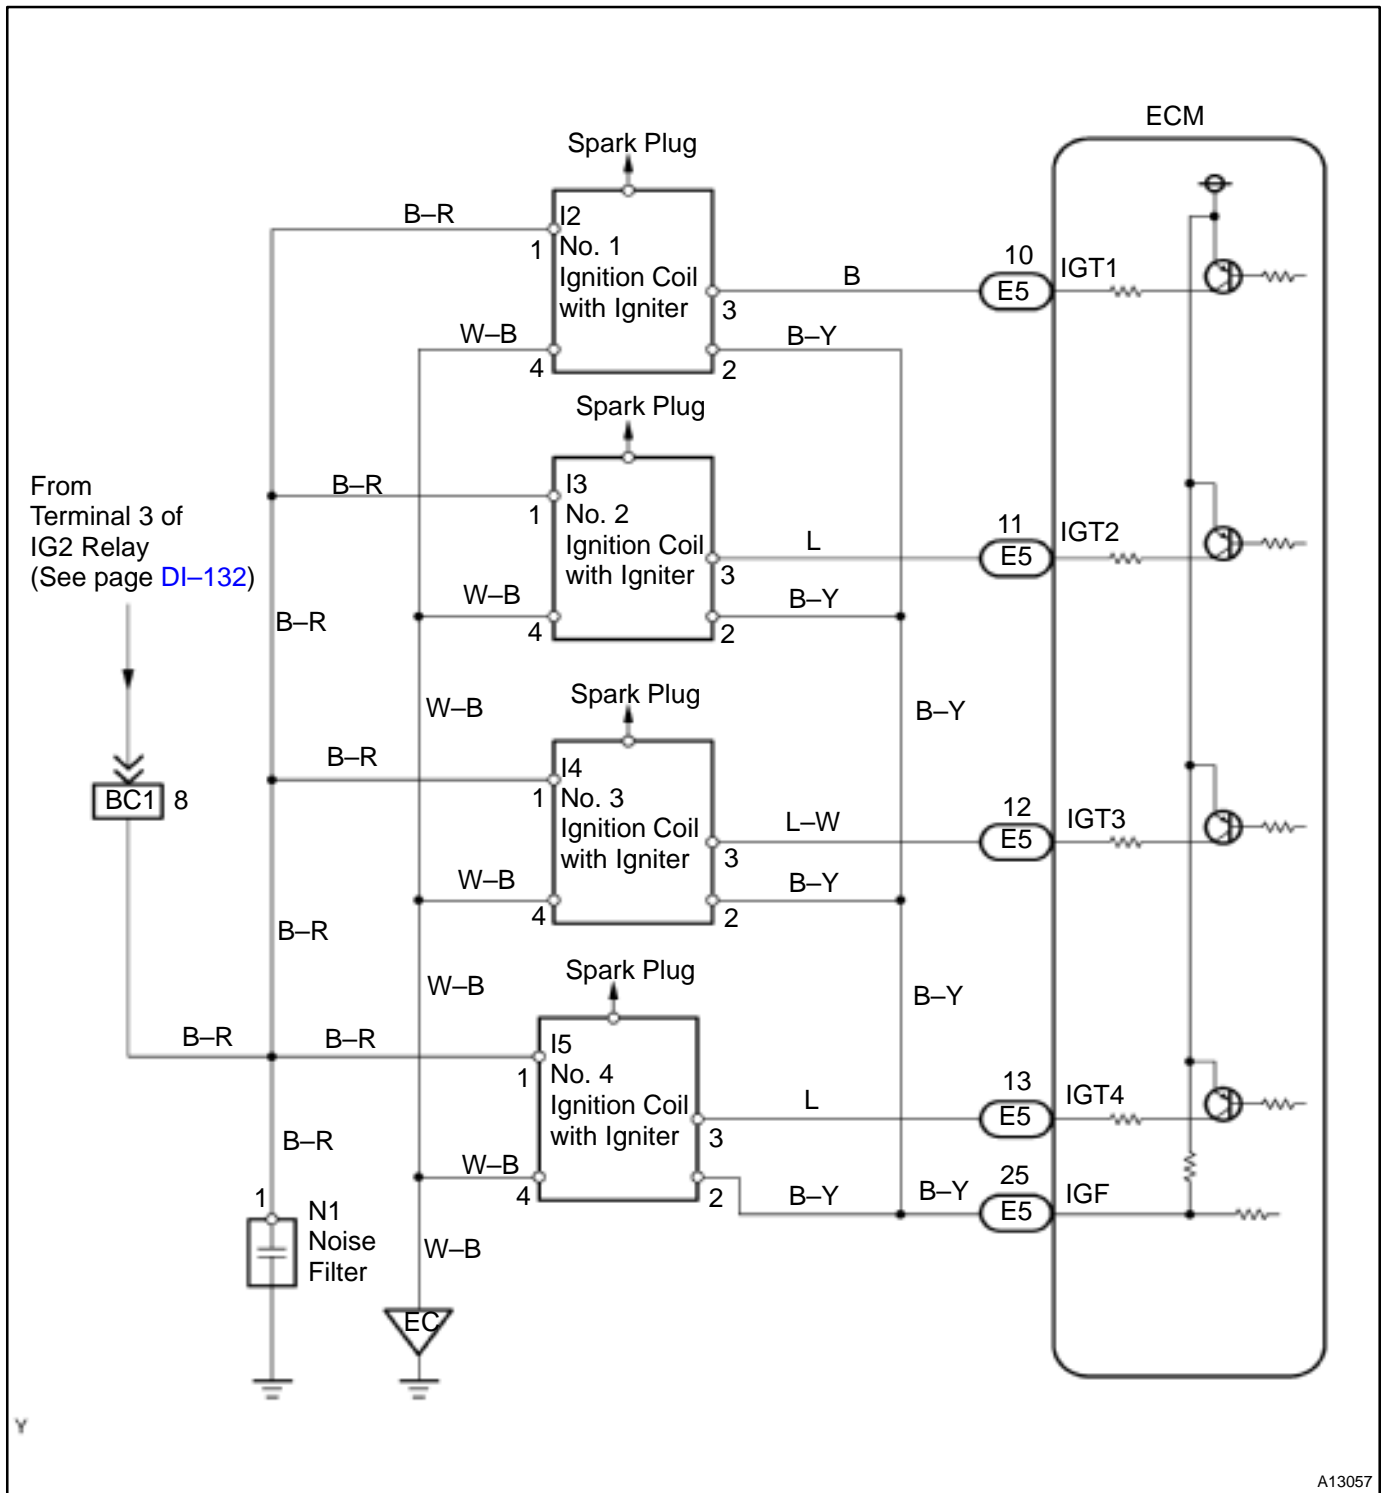 ECM
Spark Plug
B–R
I2
1
No. 1
Ignition Coil
with Igniter
3
B
10
E5
IGT1
W–B
4
2
B–Y
Spark Plug
From
Terminal 3 of
IG2 Relay
(See page DI–132)
B–R
I3
1
No. 2
Ignition Coil
with Igniter
3
L
11
E5
IGT2
W–B
4
2
B–Y
B–R
W–B
B–Y
Spark Plug
BC1
8
B–R
I4
1
No. 3
Ignition Coil
with Igniter
3
L–W
12
E5
IGT3
W–B
4
2
B–Y
B–R
W–B
B–Y
Spark Plug
B–R
B–R
I5
1
No. 4
Ignition Coil
with Igniter
3
L
13
E5
IGT4
B–R
W–B
4
2
B–Y
B–Y
25
E5
IGF
1
N1
Noise
Filter
W–B
EC
Y
A13057